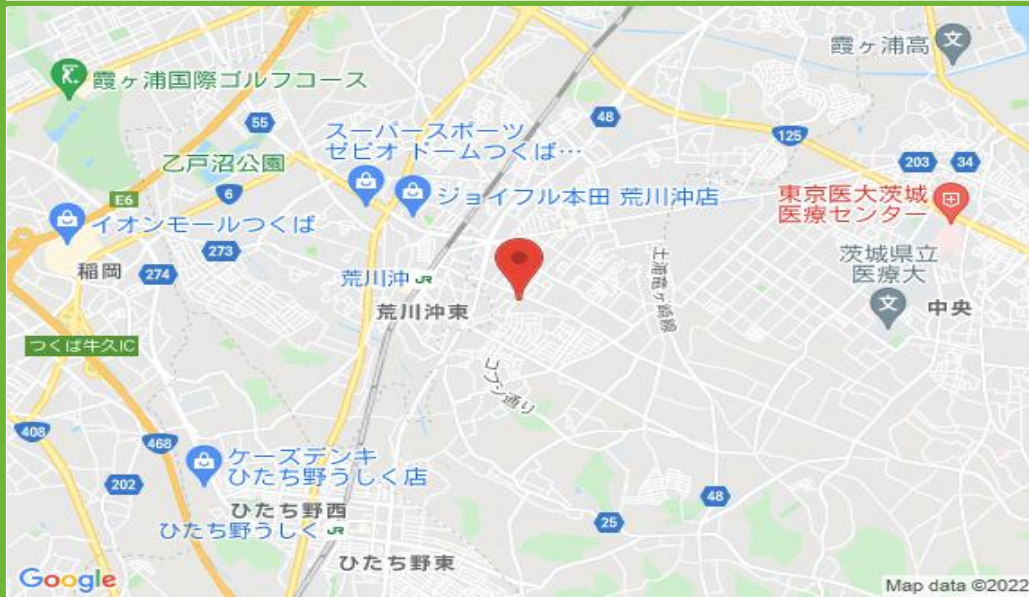 霞ヶ浦高
文
霞ヶ浦国際ゴルフコース
55
48
125
スーパースポーツ
ゼビオ ドームつくば…
乙戸沼公園
203
34
6
E6
ジョイフル本田 荒川沖店
東京医大茨城
医療センター
イオンモールつくば
273
茨城県立
医療大
文
稲岡
274
荒川沖
JR
土浦竜ヶ崎線
荒川沖東
中央
つくば牛久IC
コブシ通り
408
468
ケーズデンキ
ひたち野うしく店
202
48
ひたち野西
ひたち野うしく
JR
25
ひたち野東
Google
Map data ©2022